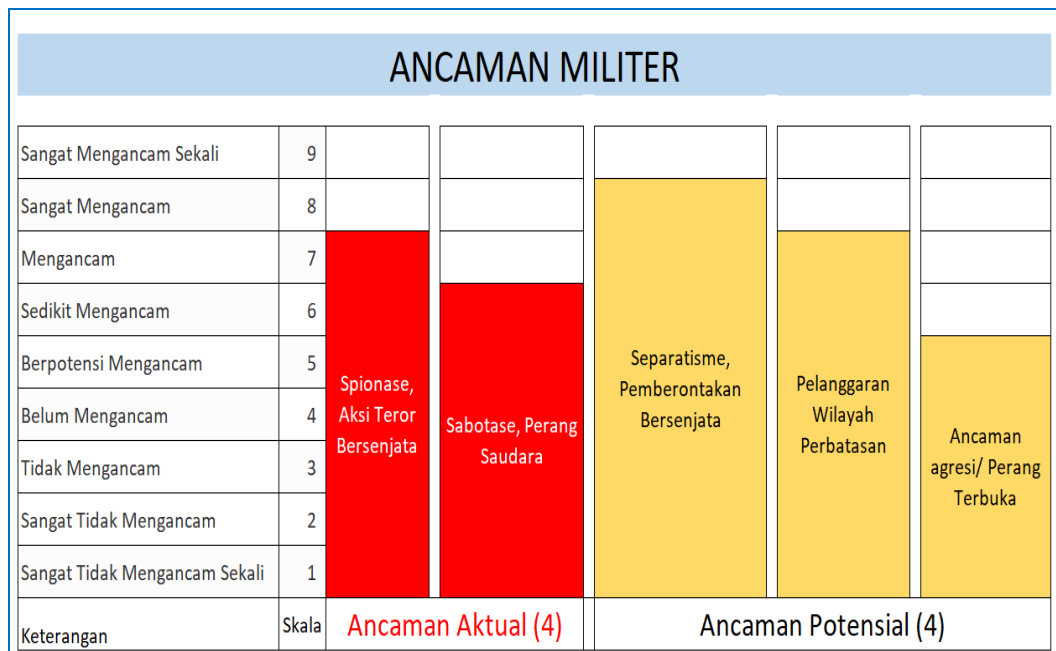 ANCAMAN MILITER
Sangat Mengancam Sekali 9
Sangat Mengancam 8
Mengancam 7
Sedikit Mengancam 6
Berpotensi Mengancam 5
Belum Mengancam 4
Tidak Mengancam 3
Sangat Tidak Mengancam 2
Sangat Tidak Mengancam Sekali 1
Spionase,
Aksi Teror
Bersenjata
Sabotase, Perang
Saudara
Separatisme,
Pemberontakan
Bersenjata
Pelanggaran
Wilayah
Perbatasan
Ancaman
agresi/ Perang
Terbuka
Keterangan Skala Ancaman Aktual (4) Ancaman Potensial (4)